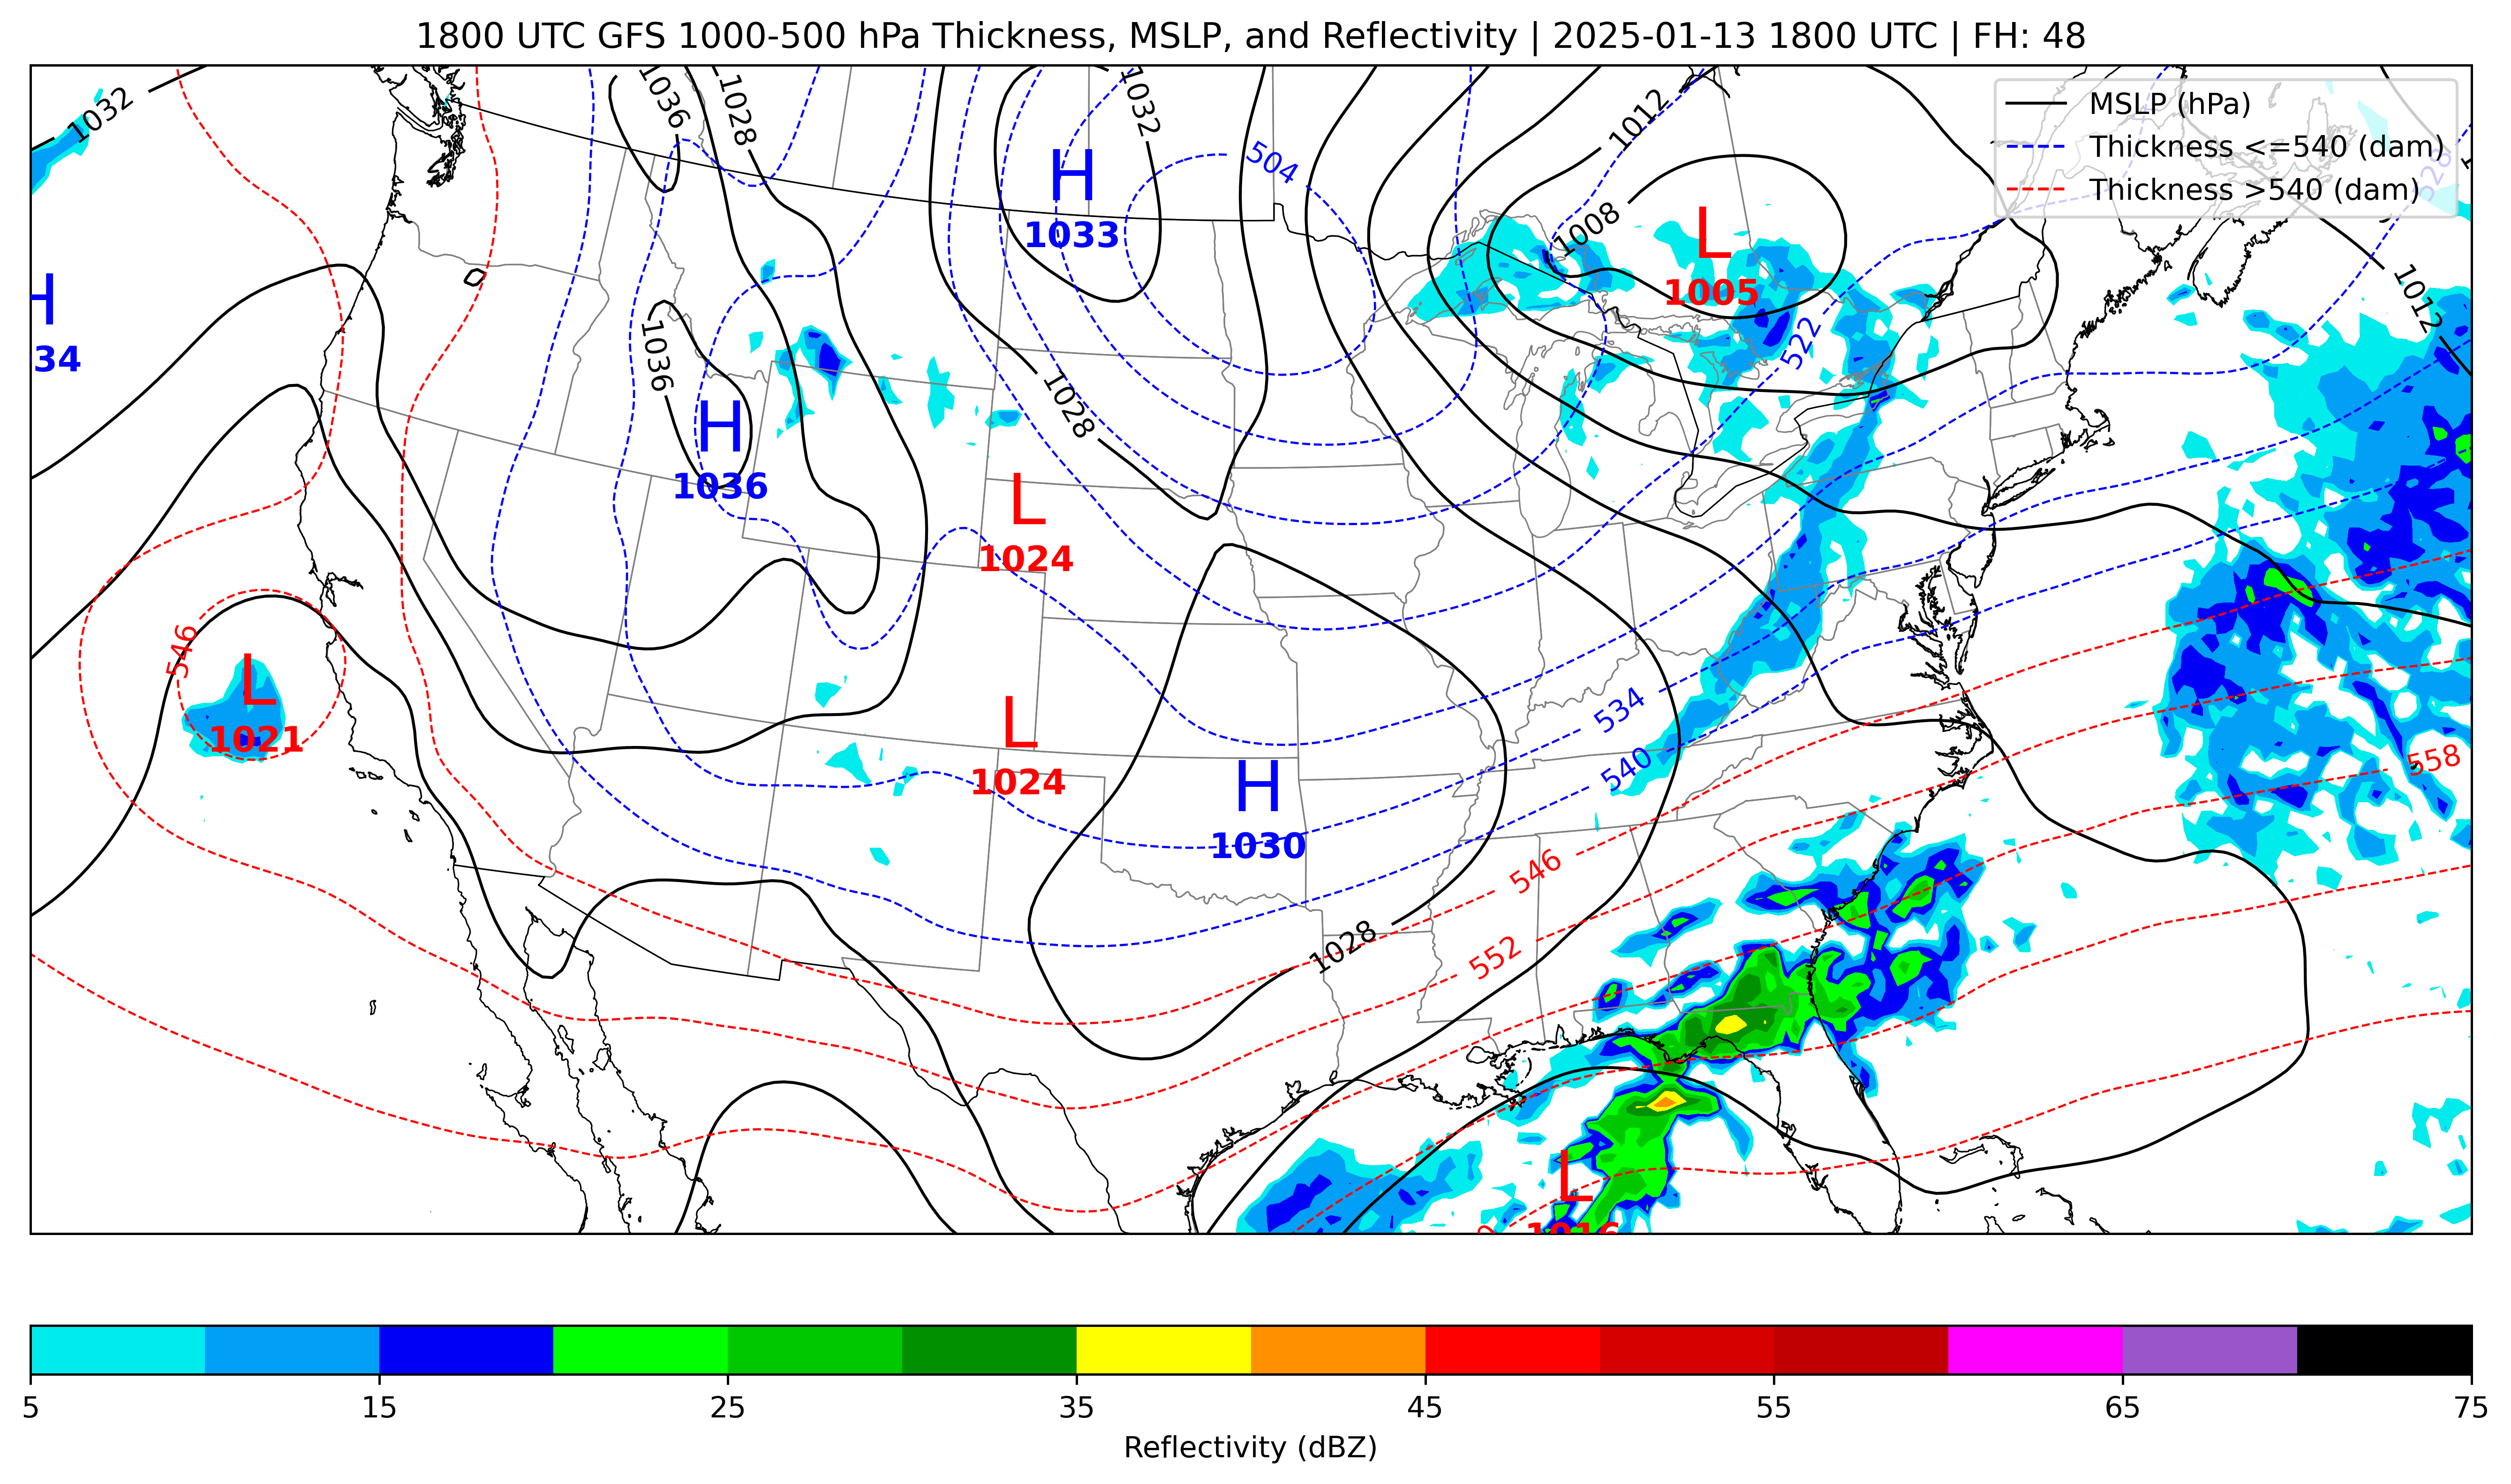 1800 UTC GFS 1000-500 hPa Thickness, MSLP, and Reflectivity | 2025-01-13 1800 UTC | FH: 48
MSLP (hPa)
Thickness <=540 (dam)
Thickness >540 (dam)
1032
1036
1028
1032
1012
504
1008
528
H
1033
L
1005
H
34
1012
1036
522
1028
H
1036
L
1024
546
L
1021
534
L
1024
540
558
H
1030
546
1028
552
L
1016
5
15
25
35
45
55
65
75
Reflectivity (dBZ)